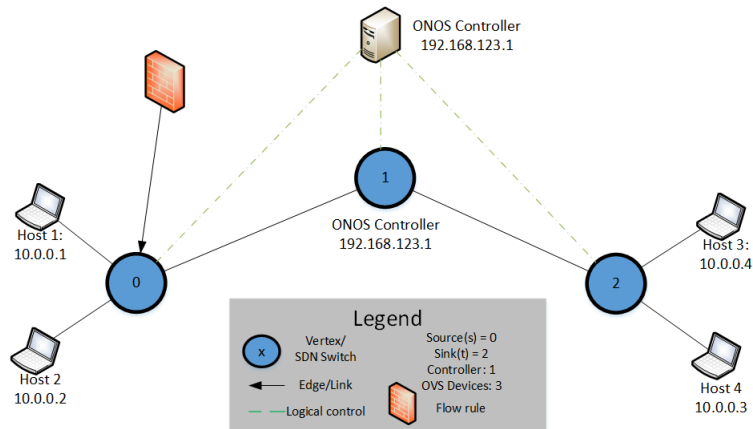 ONOS Controller
192.168.123.1
1
ONOS Controller
192.168.123.1
Host 1:
10.0.0.1
0
Host 2
10.0.0.2
Host 3:
10.0.0.4
2
Host 4
10.0.0.3
Legend
x
Vertex/
SDN Switch
Edge/Link
Logical control
Source(s) = 0
Sink(t) = 2
Controller: 1
OVS Devices: 3
Flow rule